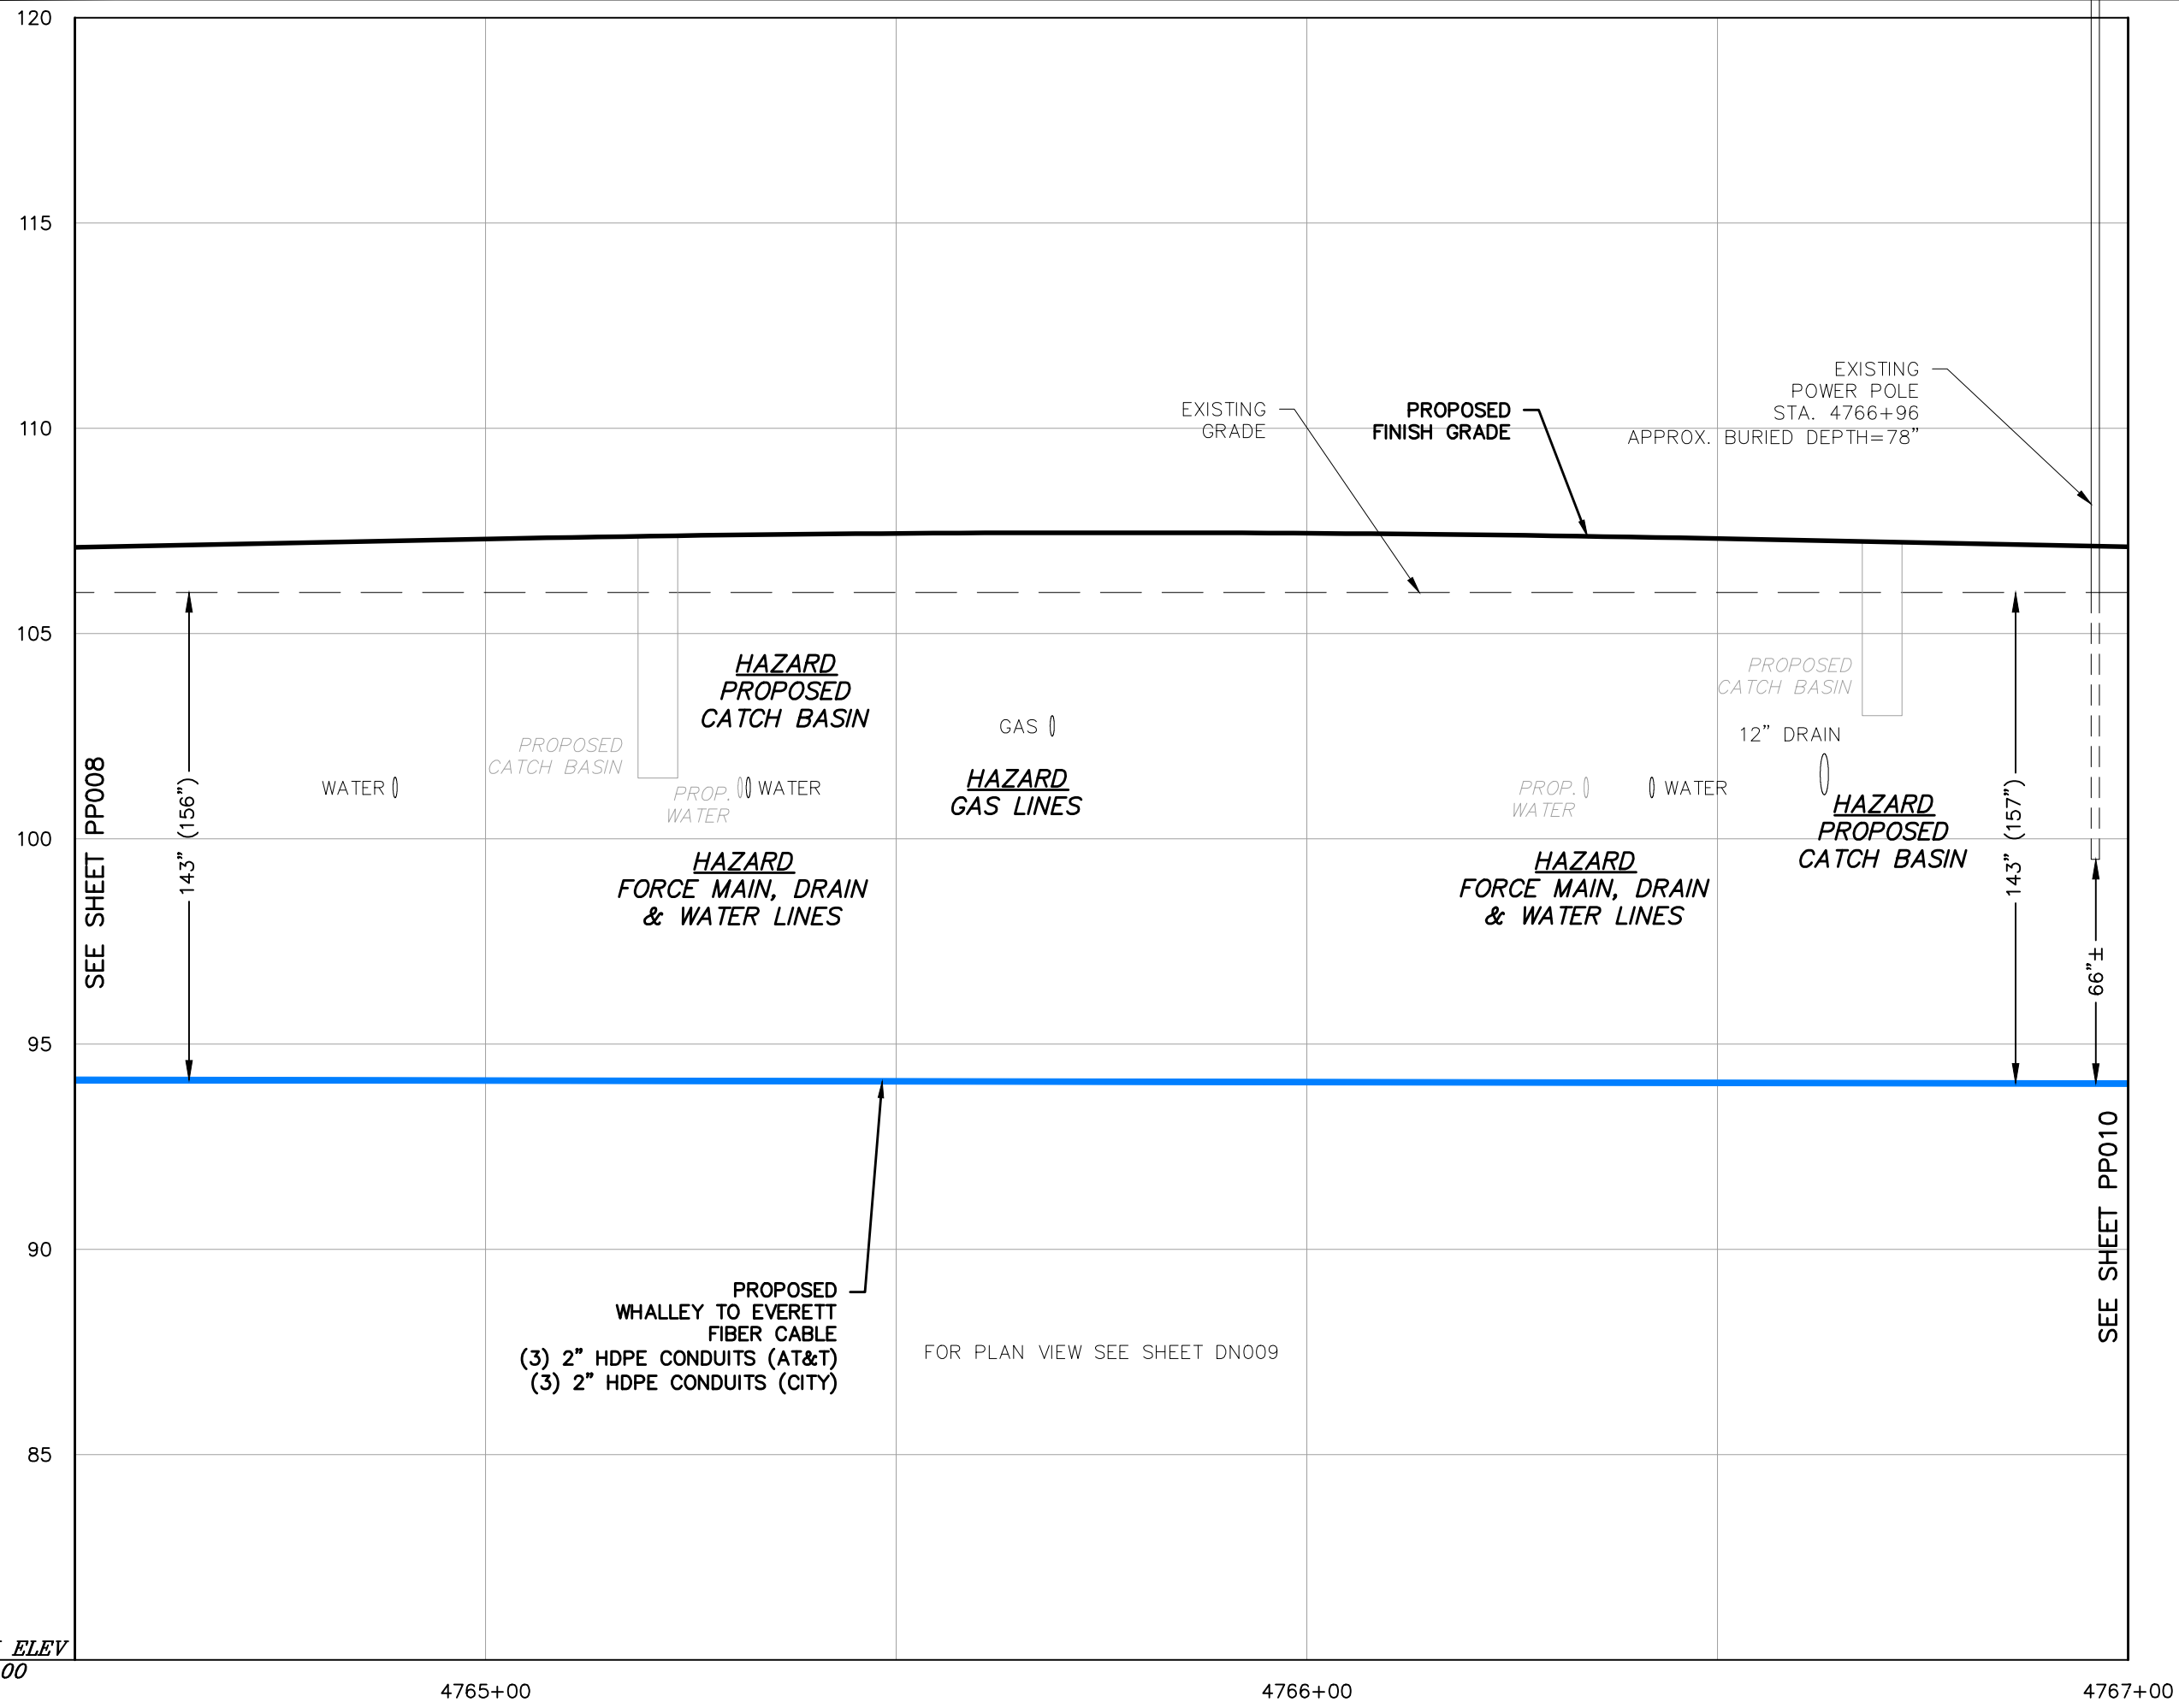 120
115
110
105
100
95
90
85
EXISTING
GRADE
PROPOSED
FINISH GRADE
EXISTING
POWER POLE
STA. 4766+96
APPROX. BURIED DEPTH=78"
SEE SHEET PP008
143" (156")
WATER
PROPOSED
CATCH BASIN
HAZARD
PROPOSED
CATCH BASIN
PROP.
WATER
WATER
HAZARD
FORCE MAIN, DRAIN
& WATER LINES
GAS
HAZARD
GAS LINES
PROP.
WATER
WATER
HAZARD
FORCE MAIN, DRAIN
& WATER LINES
PROPOSED
CATCH BASIN
12" DRAIN
HAZARD
PROPOSED
CATCH BASIN
143" (157")
66"±
SEE SHEET PP010
PROPOSED
WHALLEY TO EVERETT
FIBER CABLE
(3) 2" HDPE CONDUITS (AT&T)
(3) 2" HDPE CONDUITS (CITY)
FOR PLAN VIEW SEE SHEET DN009
ELEV
00
4765+00
4766+00
4767+00